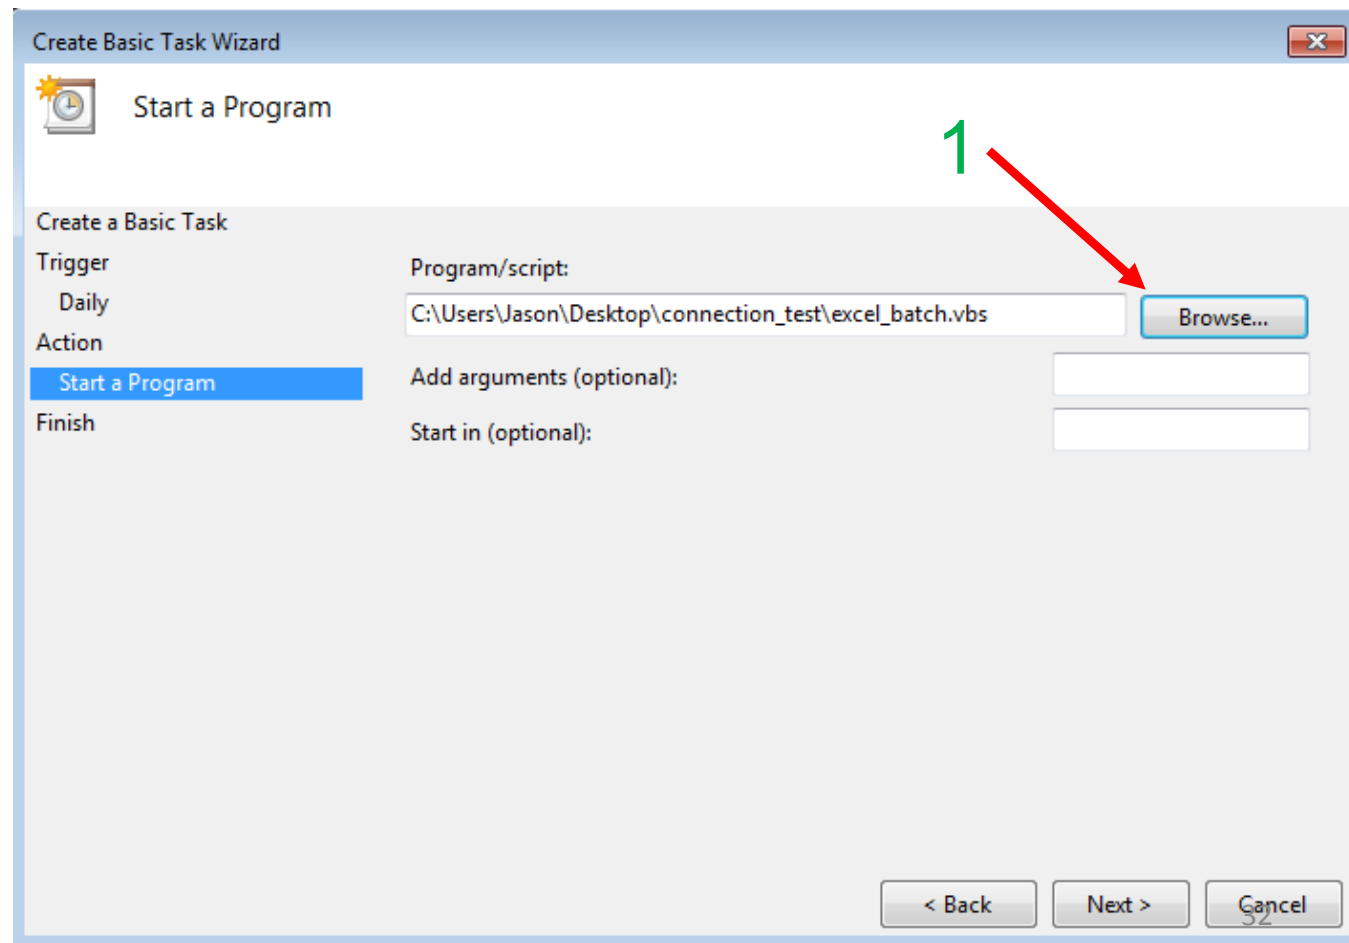 Create Basic Task Wizard
Start a Program
1
Create a Basic Task
Trigger
Daily
Action
Start a Program
Finish
Program/script:
C:\Users\Jason\Desktop\connection_test\excel_batch.vbs
Browse...
Add arguments (optional):
Start in (optional):
< Back
Next >
Cancel
32